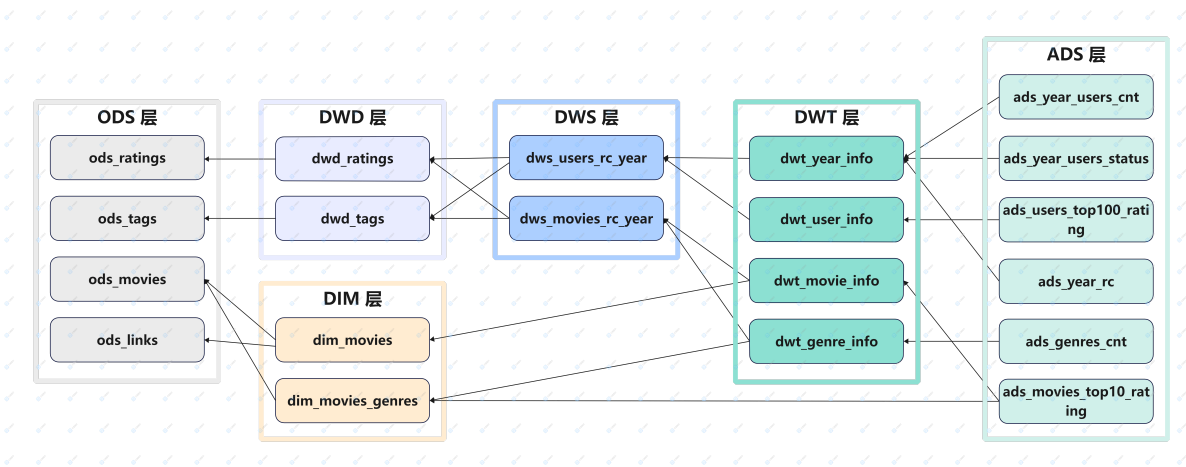 ODS 层
ods_ratings
ods_tags
ods_movies
ods_links
DWD 层
dwd_ratings
dwd_tags
DIM 层
dim_movies
dim_movies_genres
DWS 层
dws_users_rc_year
dws_movies_rc_year
DWT 层
dwt_year_info
dwt_user_info
dwt_movie_info
dwt_genre_info
ADS 层
ads_year_users_cnt
ads_year_users_status
ads_users_top100_rati
ng
ads_year_rc
ads_genres_cnt
ads_movies_top10_rat
ing